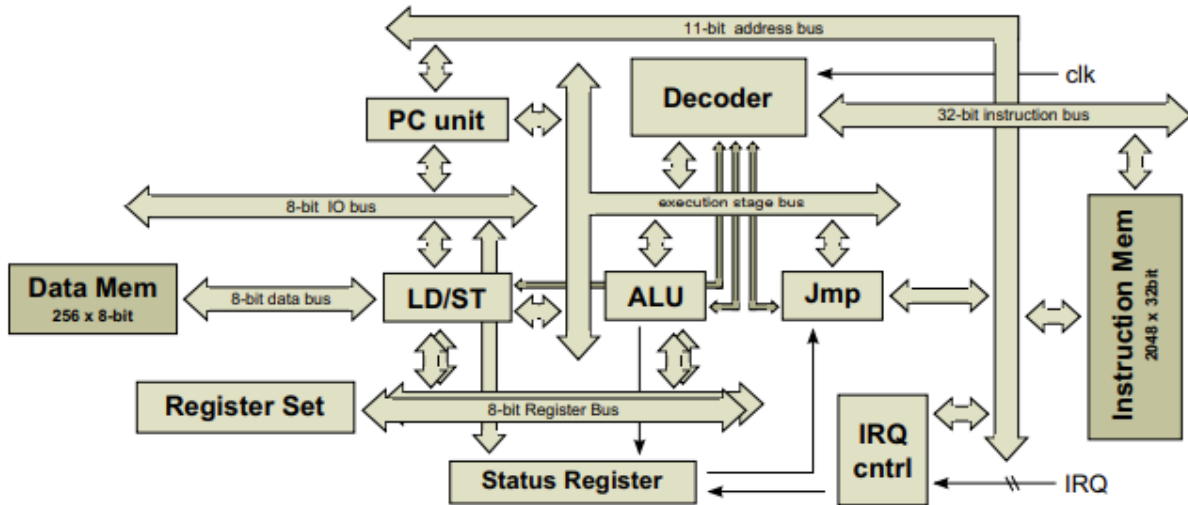 11-bit address bus
clk
Decoder
PC unit
32-bit instruction bus
8-bit IO bus
execution stage bus
Data Mem
256 x 8-bit
8-bit data bus
LD/ST
ALU
Jmp
Instruction Mem
2048 x 32bit
Register Set
8-bit Register Bus
IRQ
cntrl
Status Register
IRQ